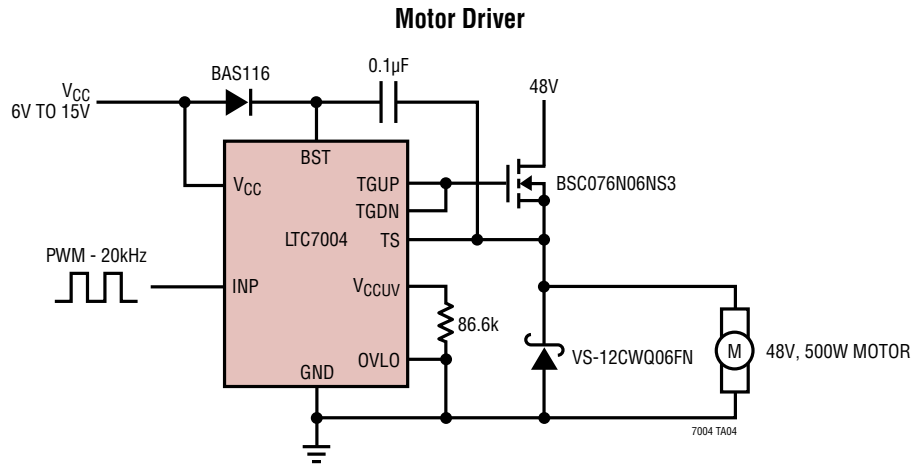 Motor Driver
BAS116
0.1µF
48V
VCC
6V TO 15V
BST
VCC
TGUP
BSC076N06NS3
TGDN
LTC7004
TS
PWM - 20kHz
INP
VCCUV
86.6k
VS-12CWQ06FN
M
48V, 500W MOTOR
OVLO
GND
7004 TA04